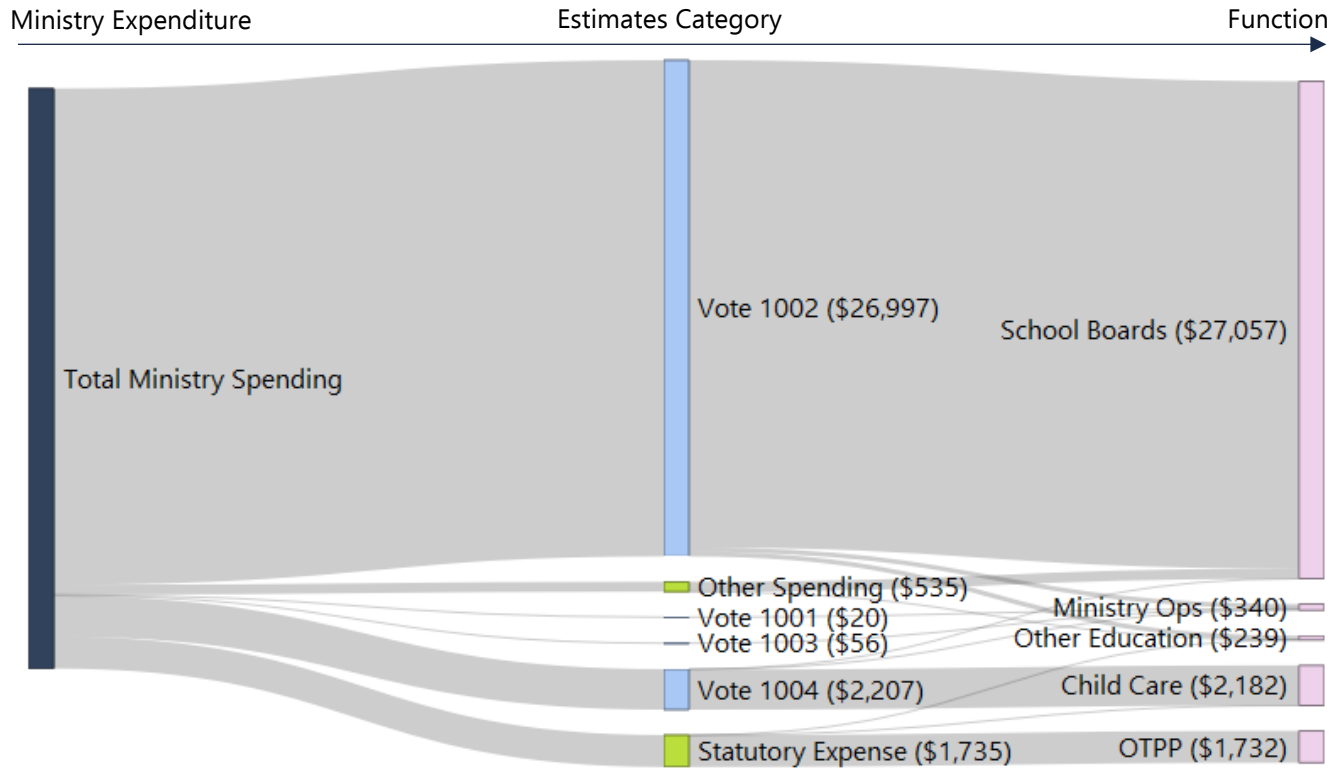 Ministry Expenditure
Estimates Category
Function
Total Ministry Spending
Vote 1002 ($26,997)
Other Spending ($535)
Vote 1001 ($20)
Vote 1003 ($56)
Vote 1004 ($2,207)
Statutory Expense ($1,735)
School Boards ($27,057)
Ministry Ops ($340)
Other Education ($239)
Child Care ($2,182)
OTPP ($1,732)